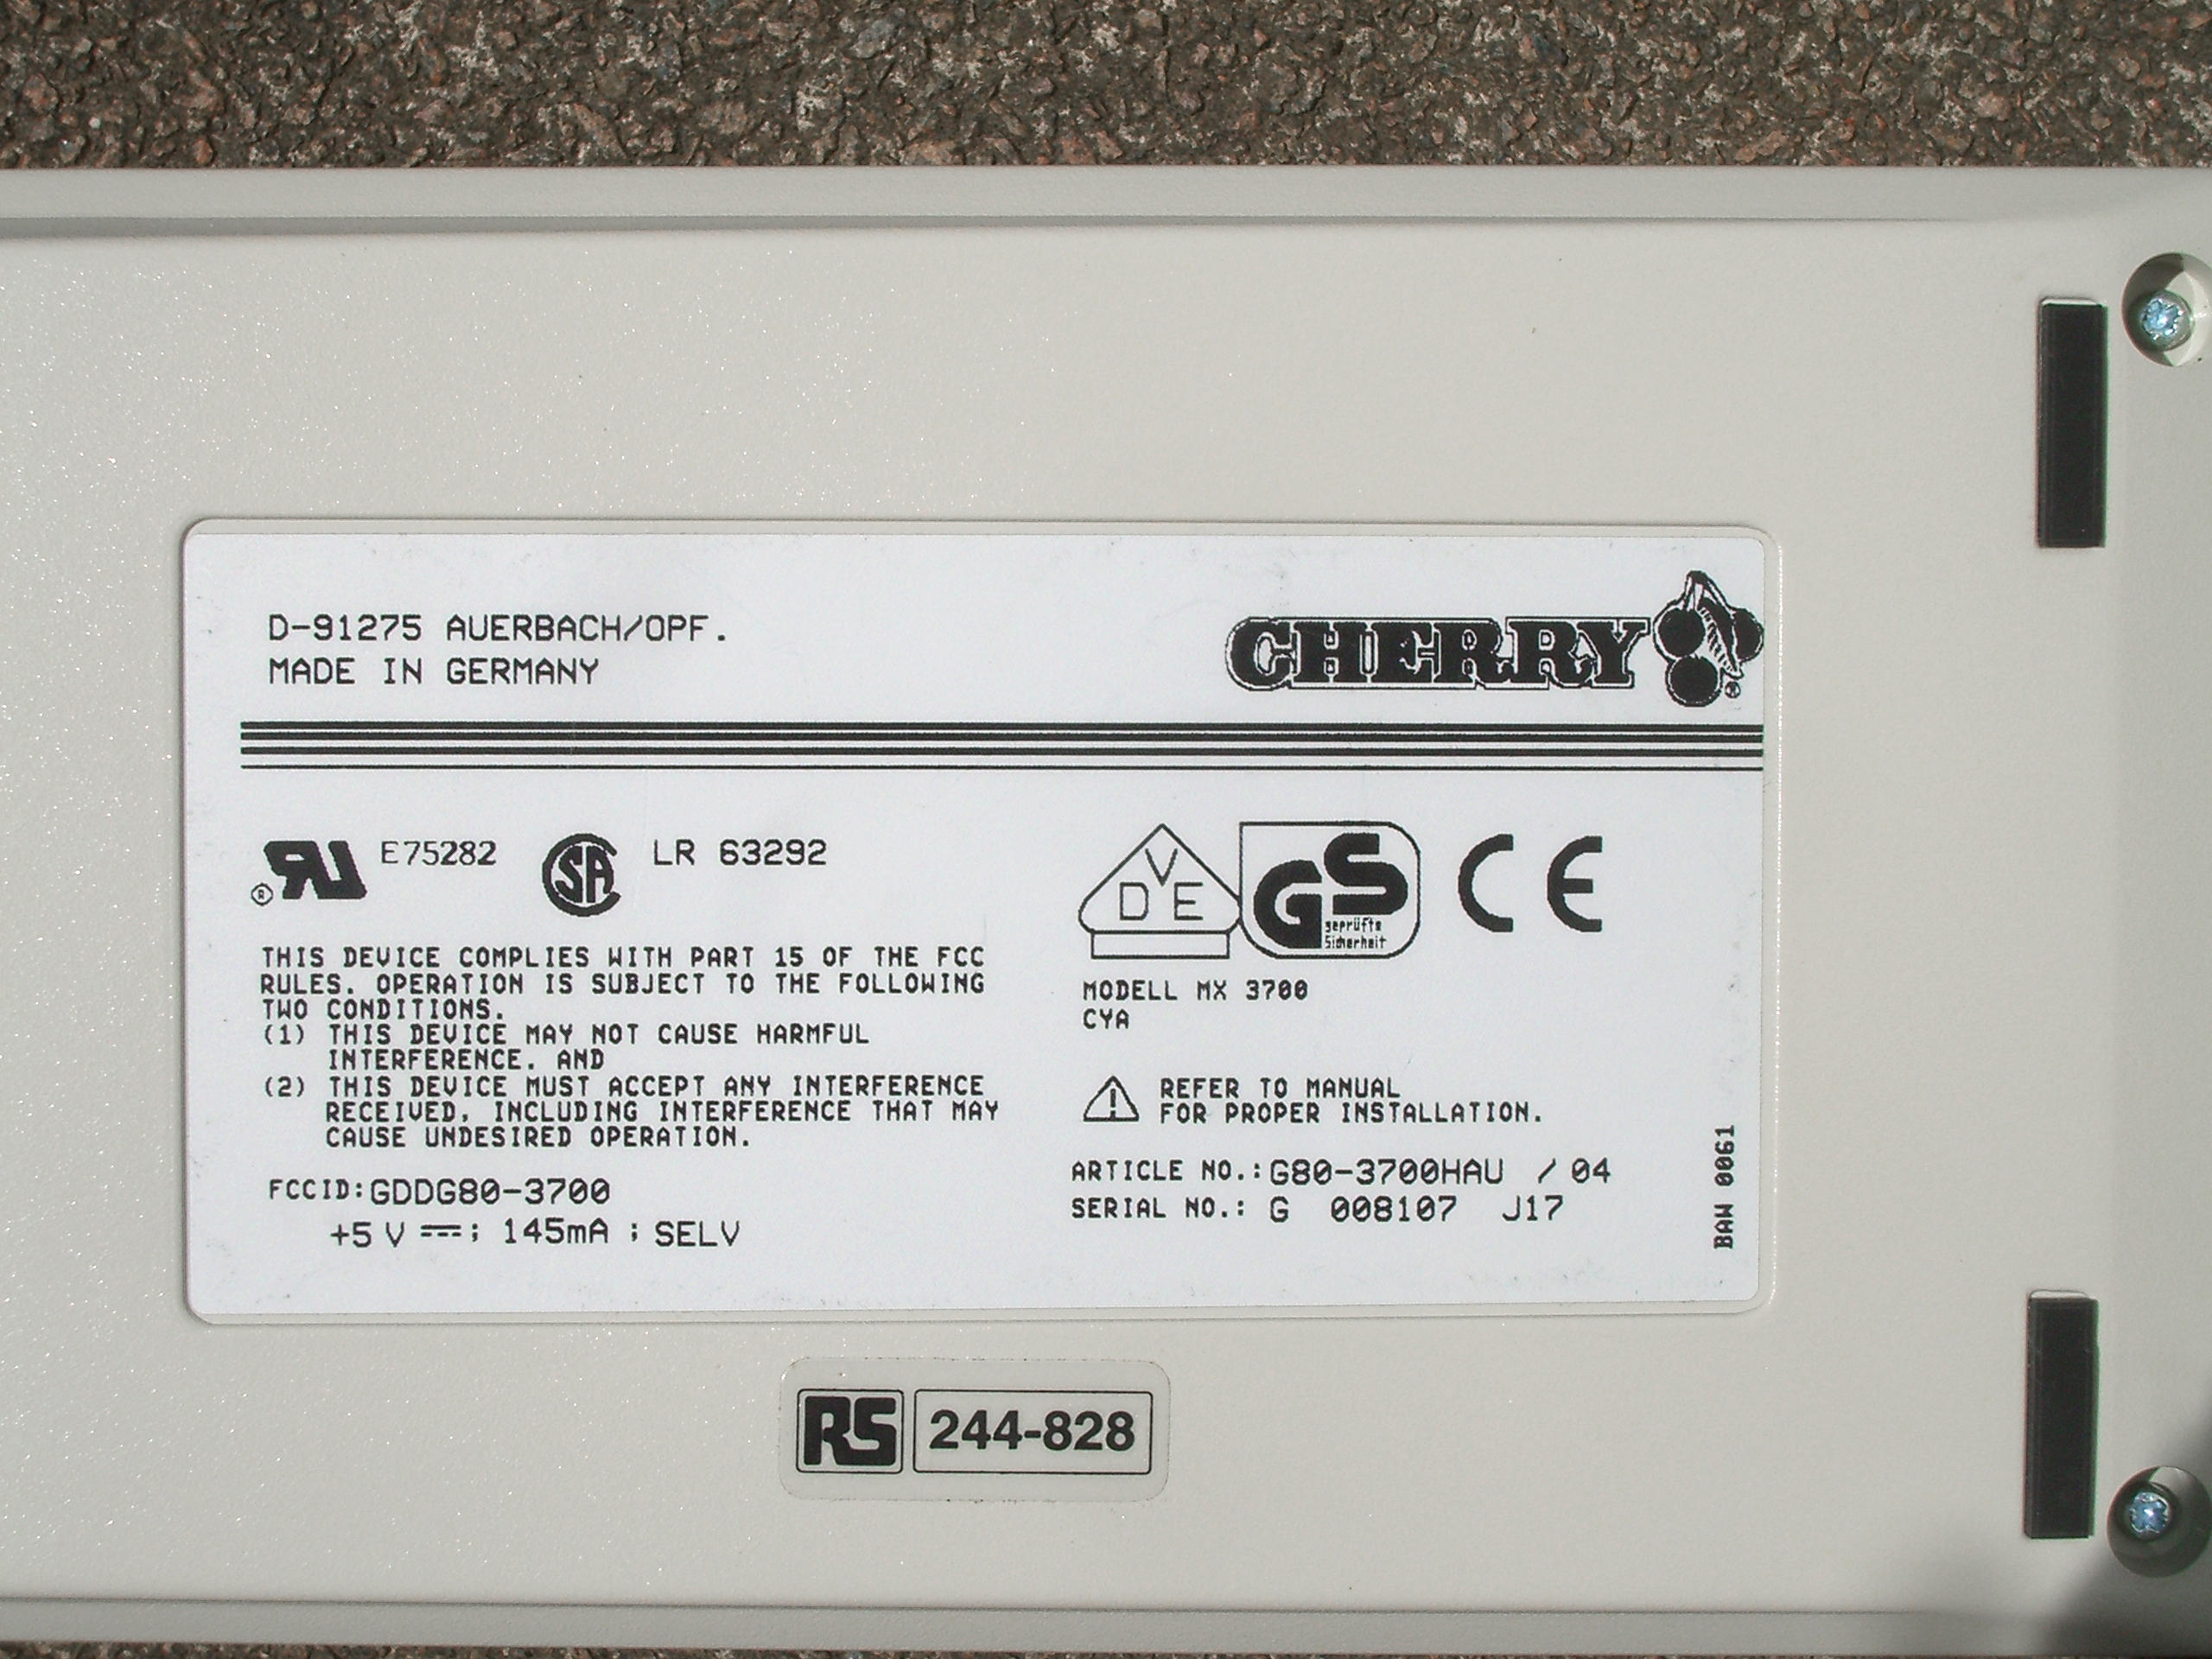 D-91275 AUERBACH/OPF.
MADE IN GERMANY
CHERRY ®
® RU E75282 CSA LR 63292
THIS DEVICE COMPLIES WITH PART 15 OF THE FCC
RULES. OPERATION IS SUBJECT TO THE FOLLOWING
TWO CONDITIONS.
(1) THIS DEVICE MAY NOT CAUSE HARMFUL
INTERFERENCE. AND
(2) THIS DEVICE MUST ACCEPT ANY INTERFERENCE
RECEIVED. INCLUDING INTERFERENCE THAT MAY
CAUSE UNDESIRED OPERATION.
FCCID:GDDG80-3700
+5 V ⎓; 145mA ; SELV
VDE
GS
geprüfte
Sicherheit
CE
MODELL MX 3700
CYA
REFER TO MANUAL
FOR PROPER INSTALLATION.
ARTICLE NO.:G80-3700HAU / 04
SERIAL NO.: G 008107 J17
BAW 0061
RS 244-828